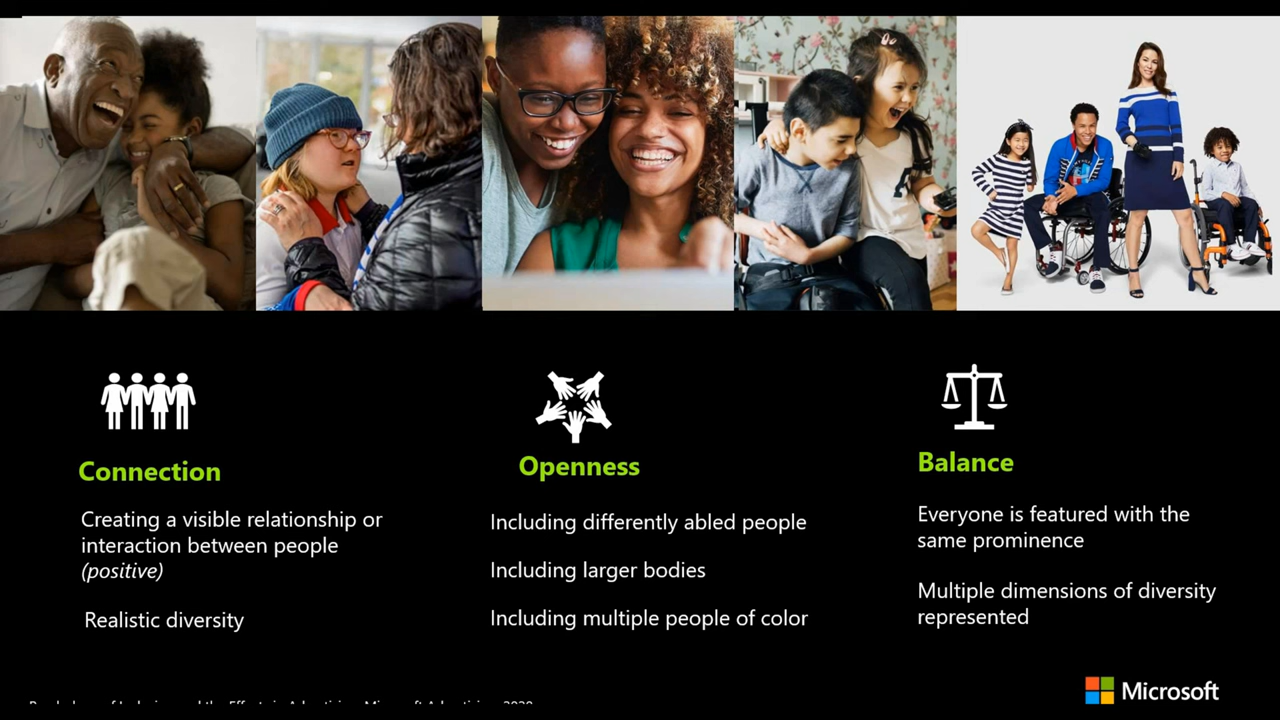 Connection
Creating a visible relationship or
interaction between people
(positive)
Realistic diversity
Openness
Including differently abled people
Including larger bodies
Including multiple people of color
Balance
Everyone is featured with the
same prominence
Multiple dimensions of diversity
represented
Microsoft